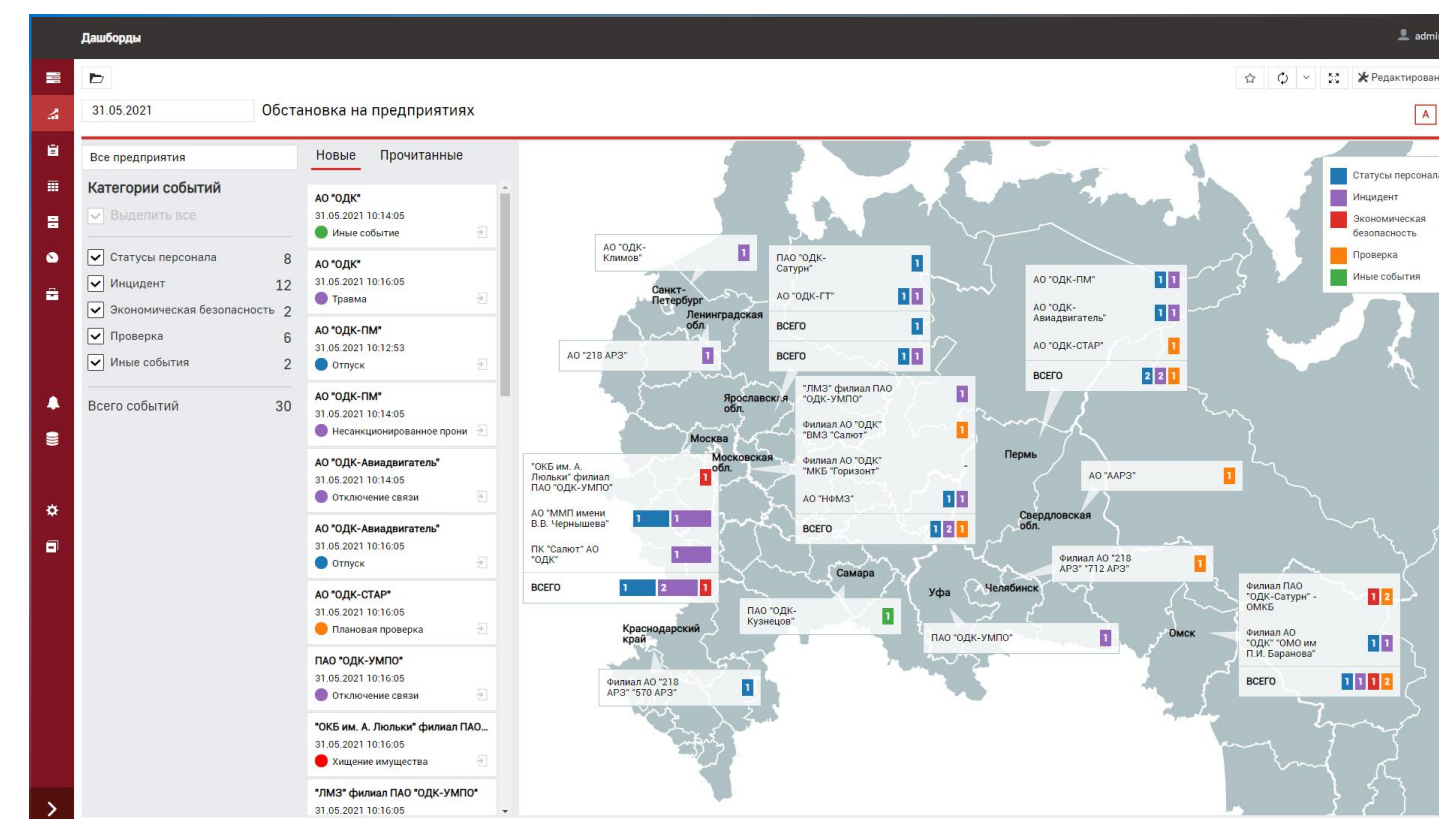 Дашборды
admi
Редактирован
31.05.2021
Обстановка на предприятиях
A
Все предприятия
Категории событий
Выделить все
Статусы персонала 8
Инцидент 12
Экономическая безопасность 2
Проверка 6
Иные события 2
Всего событий 30
Новые Прочитанные
АО "ОДК"
31.05.2021 10:14:05
Иные событие
АО "ОДК"
31.05.2021 10:16:05
Травма
АО "ОДК-ПМ"
31.05.2021 10:12:53
Отпуск
АО "ОДК-ПМ"
31.05.2021 10:14:05
Несанкционированное прони
АО "ОДК-Авиадвигатель"
31.05.2021 10:14:05
Отключение связи
АО "ОДК-Авиадвигатель"
31.05.2021 10:16:05
Отпуск
АО "ОДК-СТАР"
31.05.2021 10:16:05
Плановая проверка
ПАО "ОДК-УМПО"
31.05.2021 10:16:05
Отключение связи
"ОКБ им. А. Люльки" филиал ПАО...
31.05.2021 10:16:05
Хищение имущества
"ЛМЗ" филиал ПАО "ОДК-УМПО"
31.05.2021 10:16:05
Статусы персонала
Инцидент
Экономическая
безопасность
Проверка
Иные события
АО "ОДК-
Климов" 1
Санкт-
Петербург
Ленинградская
обл.
АО "218 АРЗ" 1
ПАО "ОДК-
Сатурн" 1
АО "ОДК-ГТ" 1 1
ВСЕГО 1
ВСЕГО 1 1
АО "ОДК-ПМ" 1 1
АО "ОДК-
Авиадвигатель" 1 1
АО "ОДК-СТАР" 1
ВСЕГО 2 2 1
Ярославская
обл.
Москва
Московская
обл.
"ЛМЗ" филиал ПАО
"ОДК-УМПО" 1
Филиал АО "ОДК"
"ВМЗ "Салют" 1
Филиал АО "ОДК"
"МКБ "Горизонт" -
АО "НФМЗ" 1 1
ВСЕГО 1 2 1
"ОКБ им. А.
Люльки" филиал
ПАО "ОДК-УМПО" 1
АО "ММП имени
В.В. Чернышева" 1 1
ПК "Салют" АО
"ОДК" 1
ВСЕГО 1 2 1
Пермь
АО "ААРЗ" 1
Свердловская
обл.
Филиал АО "218
АРЗ" "712 АРЗ" 1
Самара
Уфа
Челябинск
ПАО "ОДК-
Кузнецов" 1
ПАО "ОДК-УМПО" 1
Краснодарский
край
Филиал АО "218
АРЗ" "570 АРЗ" 1
Омск
Филиал ПАО
"ОДК-Сатурн" -
ОМКБ 1 2
Филиал АО
"ОДК" "ОМО им
П.И. Баранова" 1 1
ВСЕГО 1 1 1 2